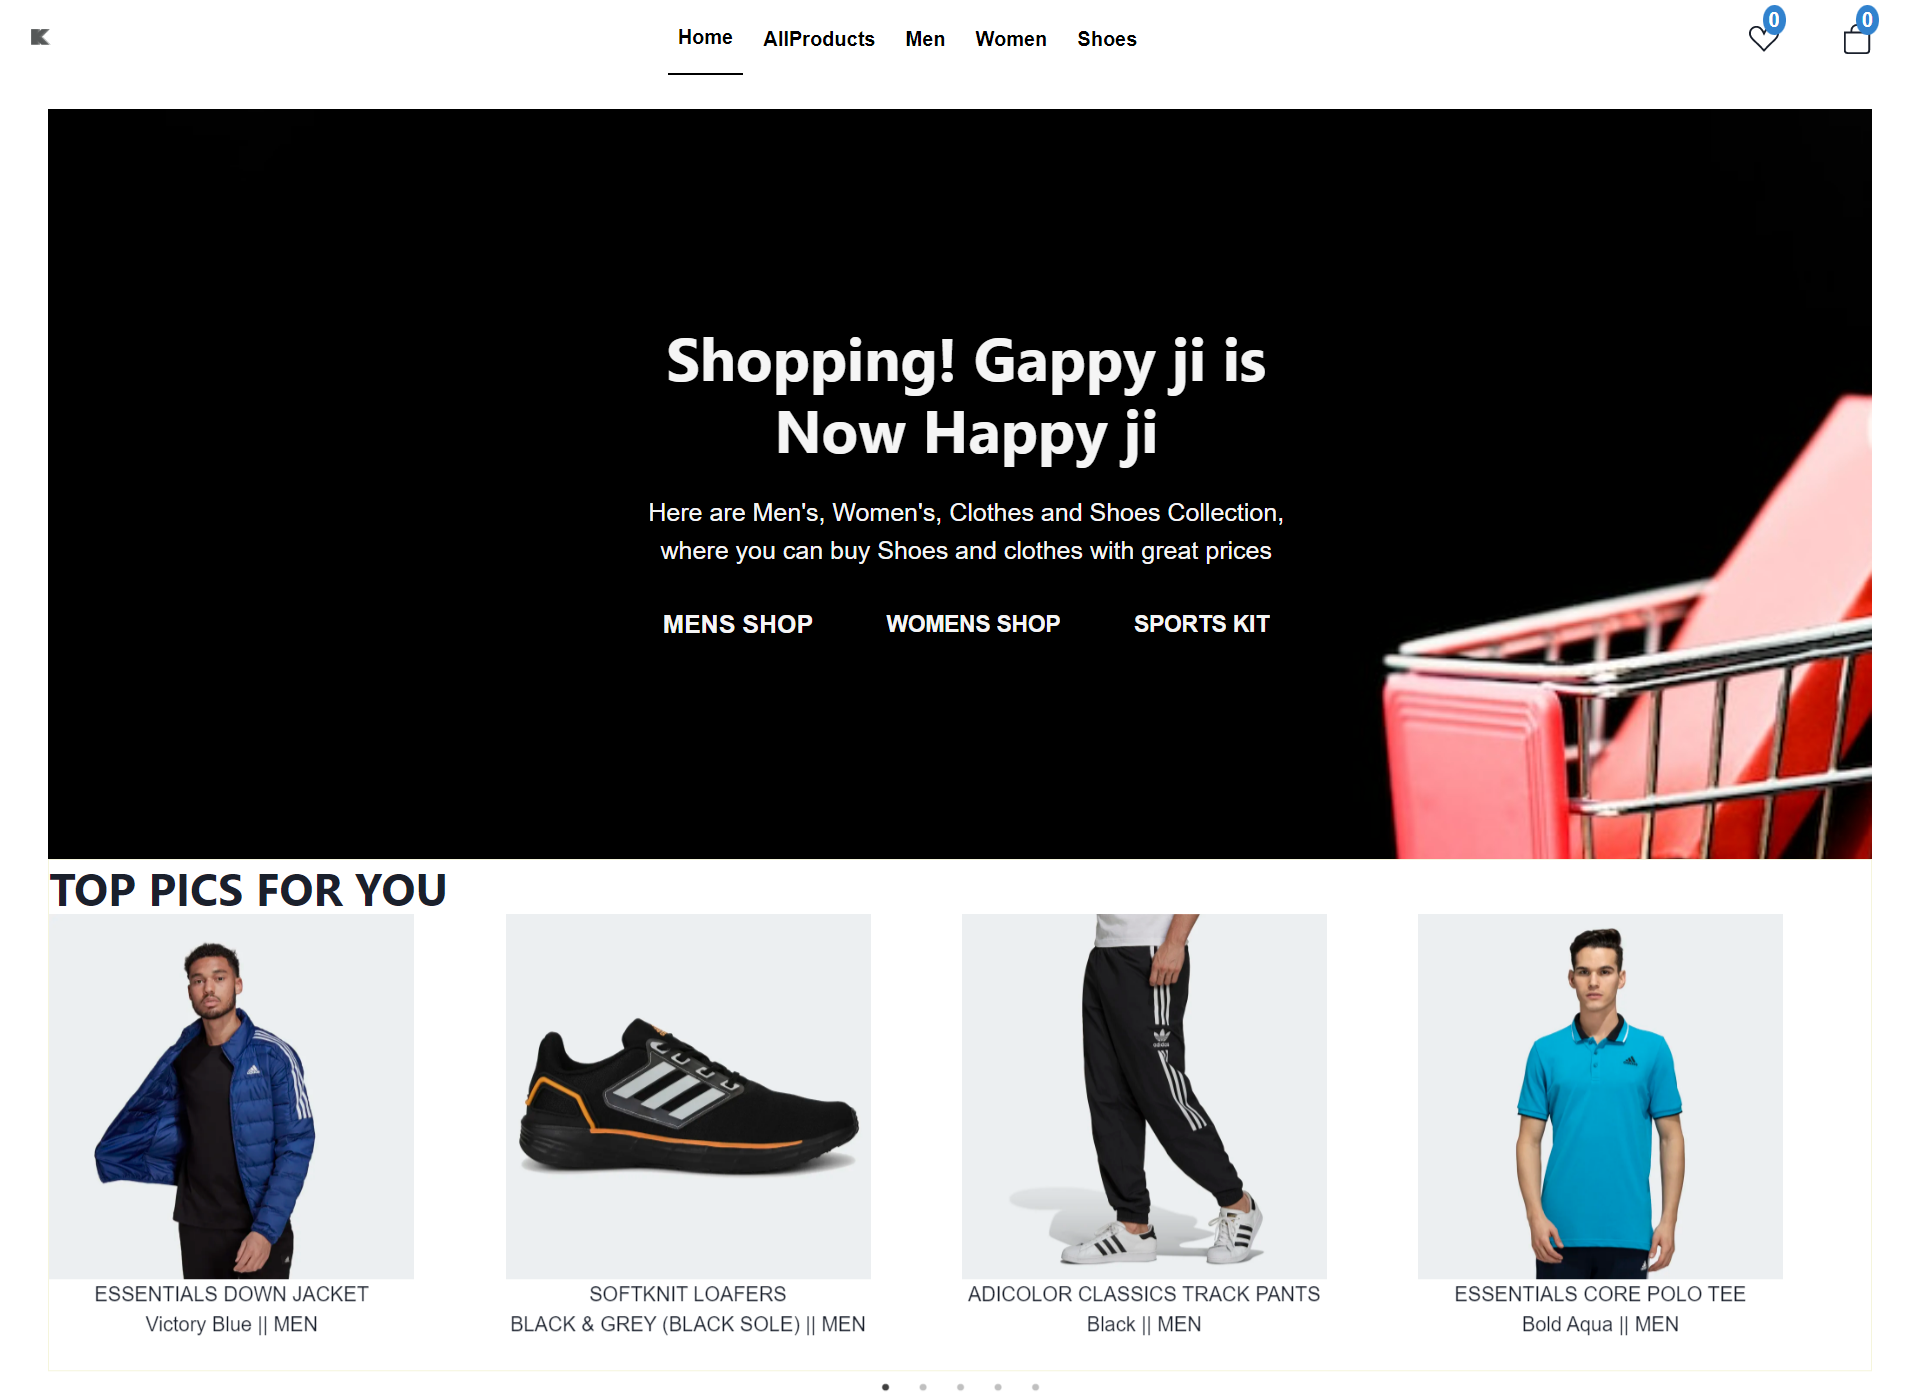 K
Home AllProducts Men Women Shoes 0 0
Shopping! Gappy ji is
Now Happy ji
Here are Men's, Women's, Clothes and Shoes Collection,
where you can buy Shoes and clothes with great prices
MENS SHOP WOMENS SHOP SPORTS KIT
TOP PICS FOR YOU
adidas
ESSENTIALS DOWN JACKET
Victory Blue || MEN
SOFTKNIT LOAFERS
BLACK & GREY (BLACK SOLE) || MEN
ADICOLOR CLASSICS TRACK PANTS
Black || MEN
ESSENTIALS CORE POLO TEE
Bold Aqua || MEN